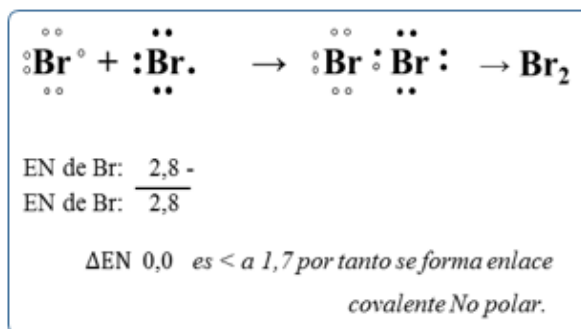 Br + :Br. → Br : Br : → Br₂
EN de Br: 2,8 -
EN de Br: 2,8
ΔEN 0,0 es < a 1,7 por tanto se forma enlace
covalente No polar.